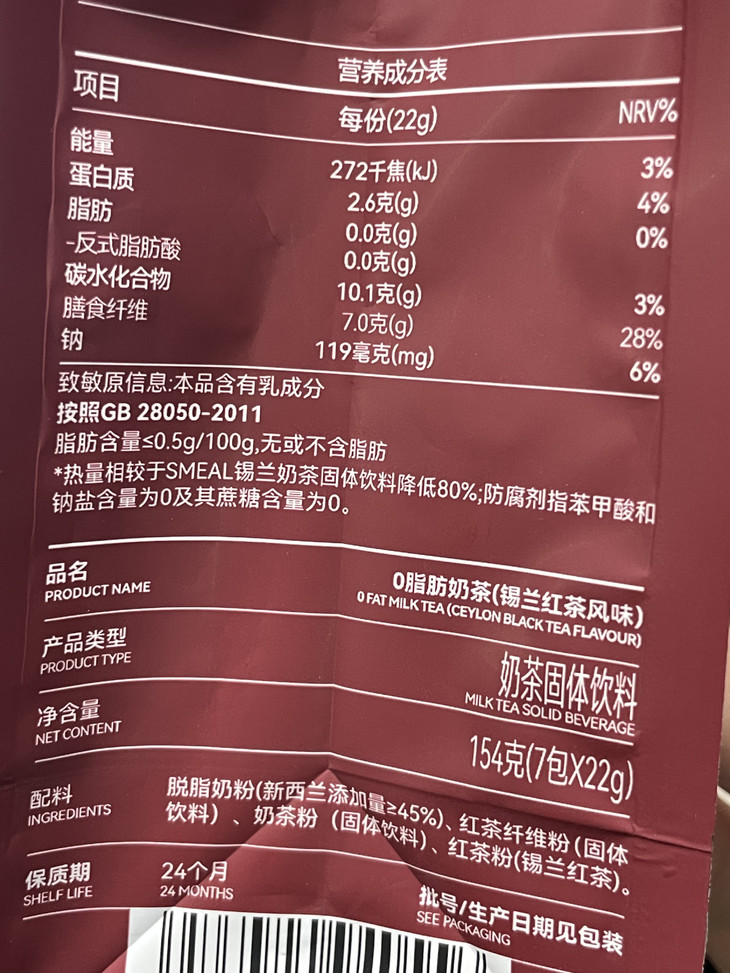 营养成分表
项目 每份(22g) NRV%
能量 272千焦(kJ) 3%
蛋白质 2.6克(g) 4%
脂肪 0.0克(g) 0%
-反式脂肪酸 0.0克(g)
碳水化合物 10.1克(g) 3%
膳食纤维 7.0克(g) 28%
钠 119毫克(mg) 6%
致敏原信息:本品含有乳成分
按照GB 28050-2011
脂肪含量≤0.5g/100g,无或不含脂肪
*热量相较于SMEAL锡兰奶茶固体饮料降低80%;防腐剂指苯甲酸和
钠盐含量为0及其蔗糖含量为0。
品名 0脂肪奶茶(锡兰红茶风味)
PRODUCT NAME 0 FAT MILK TEA (CEYLON BLACK TEA FLAVOUR)
产品类型 奶茶固体饮料
PRODUCT TYPE MILK TEA SOLID BEVERAGE
净含量 154克(7包X22g)
NET CONTENT
配料 脱脂奶粉(新西兰添加量≥45%)、红茶纤维粉(固体
INGREDIENTS 饮料)、奶茶粉(固体饮料)、红茶粉(锡兰红茶)。
保质期 24个月 批号/生产日期见包装
SHELF LIFE 24 MONTHS SEE PACKAGING